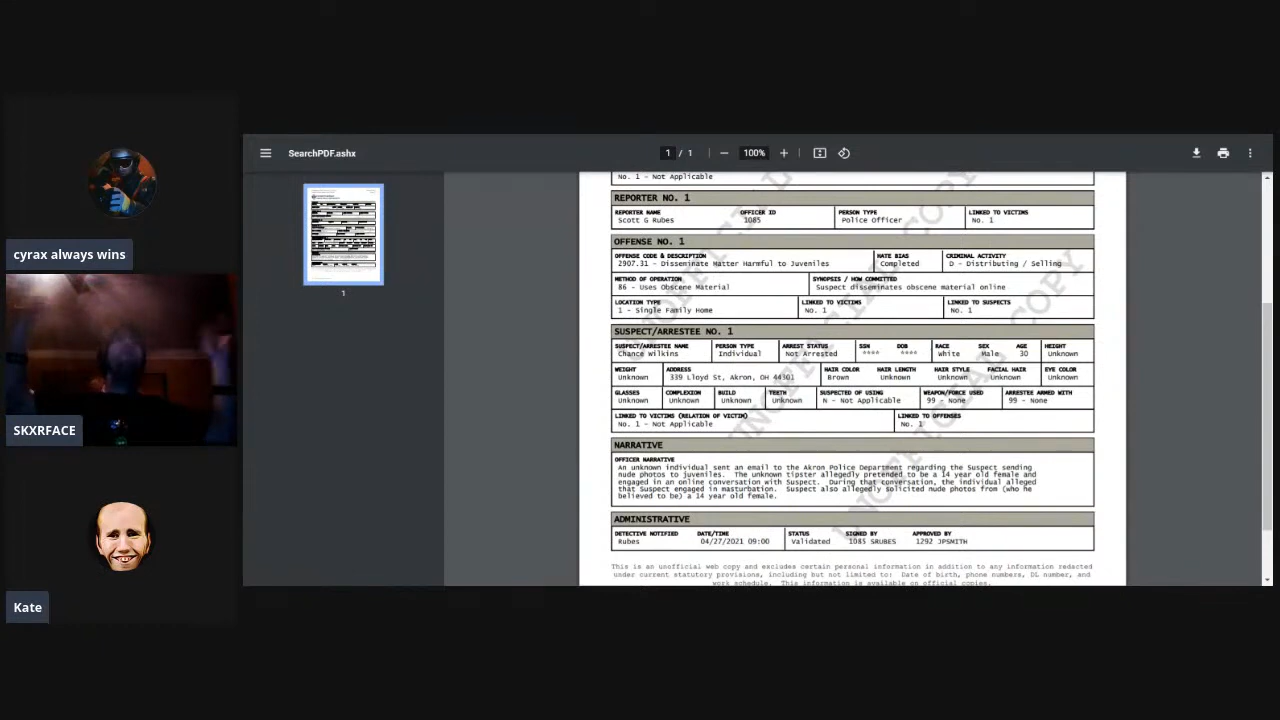 cyrax always wins
SKXRFACE
Kate
SearchPDF.ashx
1 / 1
100%
1
No. 1 - Not Applicable
REPORTER NO. 1
REPORTER NAME OFFICER ID PERSON TYPE LINKED TO VICTIMS
Scott G Rubes 1085 Police Officer No. 1
OFFENSE NO. 1
OFFENSE CODE & DESCRIPTION HATE BIAS CRIMINAL ACTIVITY
2907.31 - Disseminate Matter Harmful to Juveniles Completed D - Distributing / Selling
METHOD OF OPERATION SYNOPSIS / HOW COMMITTED
86 - Uses Obscene Material Suspect disseminates obscene material online
LOCATION TYPE LINKED TO VICTIMS LINKED TO SUSPECTS
1 - Single Family Home No. 1 No. 1
SUSPECT/ARRESTEE NO. 1
SUSPECT/ARRESTEE NAME PERSON TYPE ARREST STATUS SSN DOB RACE SEX AGE HEIGHT
Chance Wilkins Individual Not Arrested **** **** White Male 30 Unknown
WEIGHT ADDRESS HAIR COLOR HAIR LENGTH HAIR STYLE FACIAL HAIR EYE COLOR
Unknown 339 Lloyd St, Akron, OH 44301 Brown Unknown Unknown Unknown Unknown
GLASSES COMPLEXION BUILD TEETH SUSPECTED OF USING WEAPON/FORCE USED ARRESTEE ARMED WITH
Unknown Unknown Unknown Unknown N - Not Applicable 99 - None 99 - None
LINKED TO VICTIMS (RELATION OF VICTIM) LINKED TO OFFENSES
No. 1 - Not Applicable No. 1
NARRATIVE
OFFICER NARRATIVE
An unknown individual sent an email to the Akron Police Department regarding the Suspect sending
nude photos to juveniles. The unknown tipster allegedly pretended to be a 14 year old female and
engaged in an online conversation with Suspect. During that conversation, the individual alleged
that Suspect engaged in masturbation. Suspect also allegedly solicited nude photos from (who he
believed to be) a 14 year old female.
ADMINISTRATIVE
DETECTIVE NOTIFIED DATE/TIME STATUS SIGNED BY APPROVED BY
Rubes 04/27/2021 09:00 Validated 1085 SRUBES 1292 JPSMITH
This is an unofficial web copy and excludes certain personal information in addition to any information redacted
under current statutory provisions, including but not limited to: Date of birth, phone numbers, DL number, and
work schedule. This information is available on official copies.
UNOFFICIAL COPY
UNOFFICIAL COPY